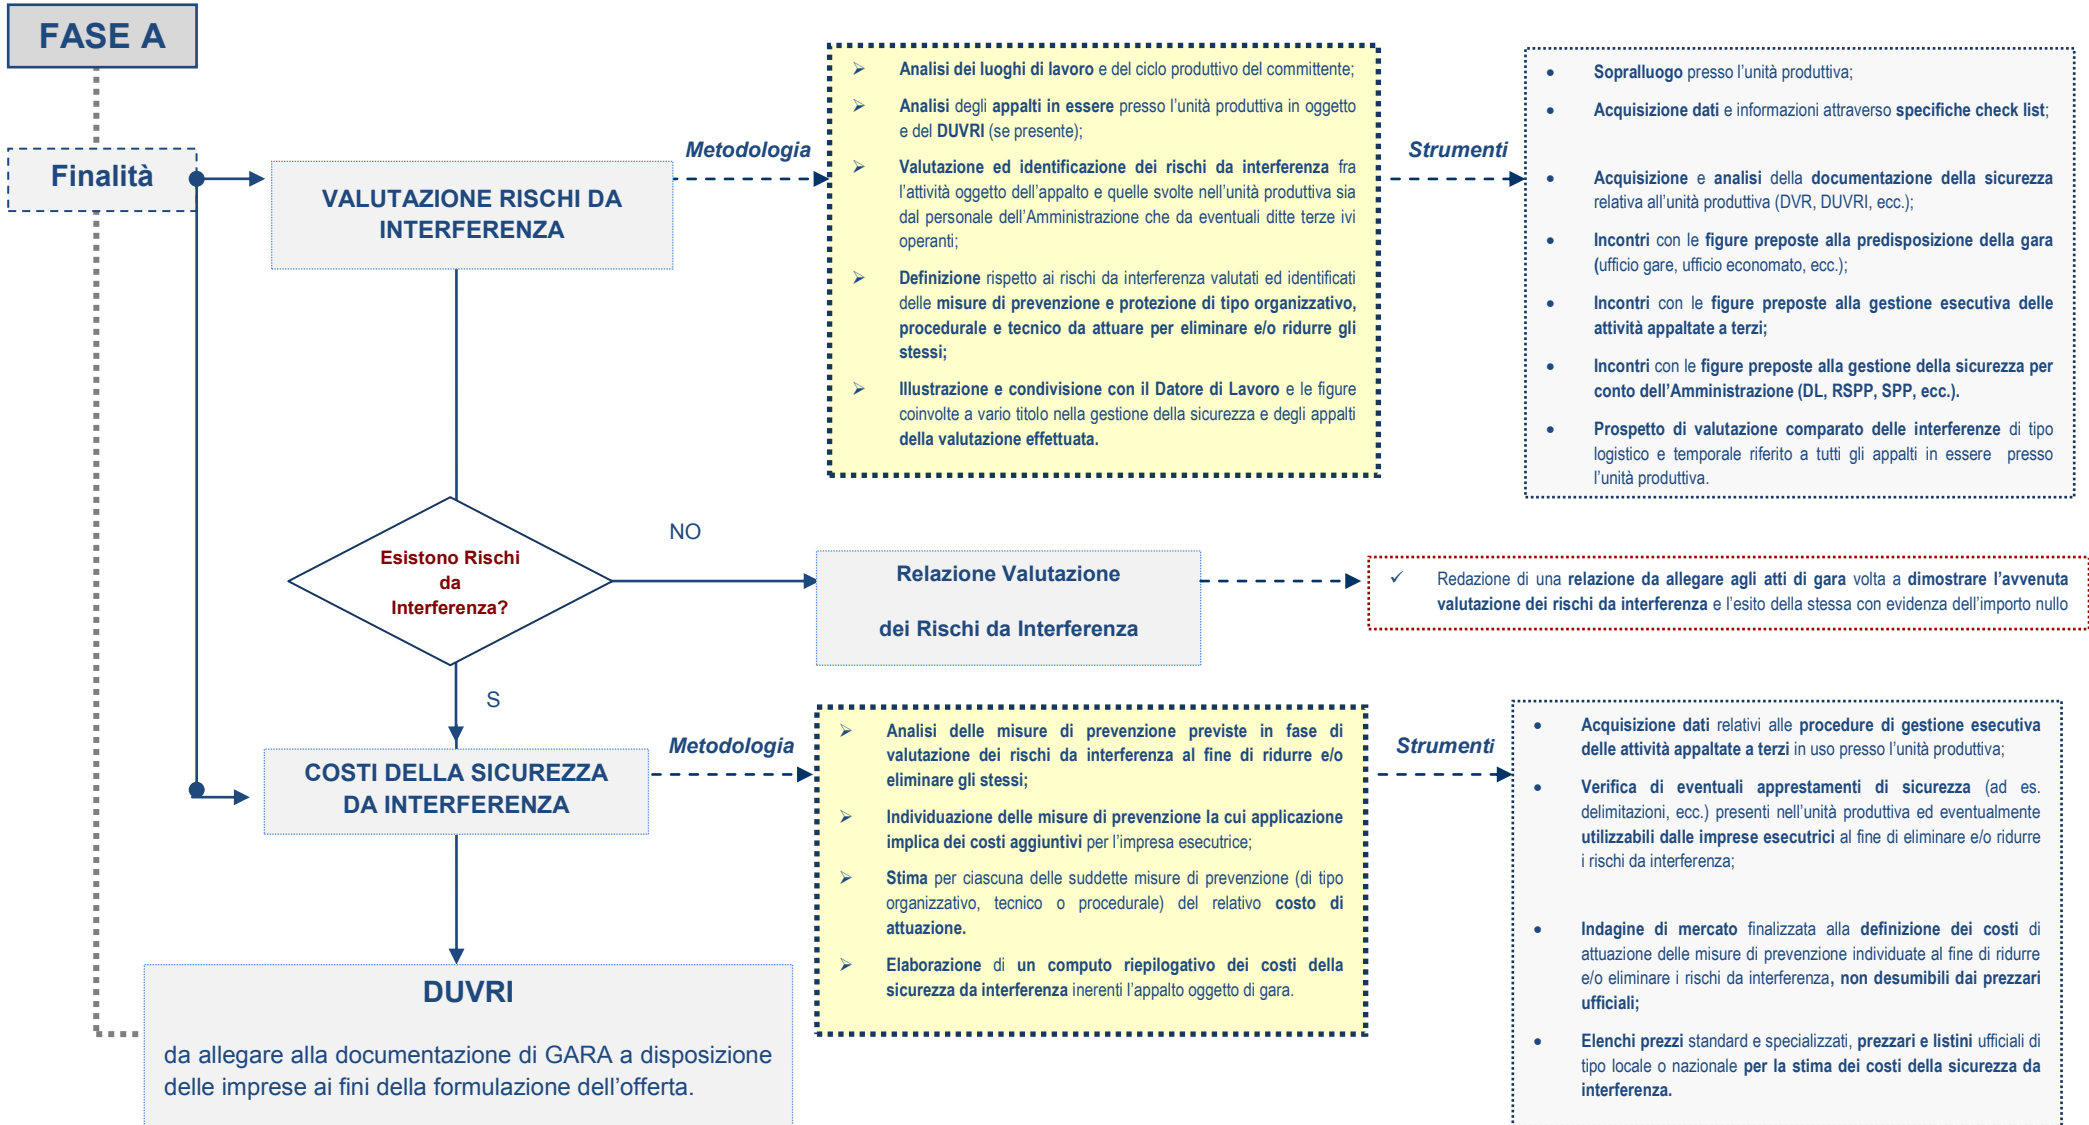 FASE A
Finalità
VALUTAZIONE RISCHI DA
INTERFERENZA
Metodologia
➢ Analisi dei luoghi di lavoro e del ciclo produttivo del committente;
➢ Analisi degli appalti in essere presso l'unità produttiva in oggetto
e del DUVRI (se presente);
➢ Valutazione ed identificazione dei rischi da interferenza fra
l'attività oggetto dell'appalto e quelle svolte nell'unità produttiva sia
dal personale dell'Amministrazione che da eventuali ditte terze ivi
operanti;
➢ Definizione rispetto ai rischi da interferenza valutati ed identificati
delle misure di prevenzione e protezione di tipo organizzativo,
procedurale e tecnico da attuare per eliminare e/o ridurre gli
stessi;
➢ Illustrazione e condivisione con il Datore di Lavoro e le figure
coinvolte a vario titolo nella gestione della sicurezza e degli appalti
della valutazione effettuata.
Strumenti
• Sopralluogo presso l'unità produttiva;
• Acquisizione dati e informazioni attraverso specifiche check list;
• Acquisizione e analisi della documentazione della sicurezza
relativa all'unità produttiva (DVR, DUVRI, ecc.);
• Incontri con le figure preposte alla predisposizione della gara
(ufficio gare, ufficio economato, ecc.);
• Incontri con le figure preposte alla gestione esecutiva delle
attività appaltate a terzi;
• Incontri con le figure preposte alla gestione della sicurezza per
conto dell'Amministrazione (DL, RSPP, SPP, ecc.).
• Prospetto di valutazione comparato delle interferenze di tipo
logistico e temporale riferito a tutti gli appalti in essere presso
l'unità produttiva.
Esistono Rischi
da
Interferenza?
NO
Relazione Valutazione
dei Rischi da Interferenza
✓ Redazione di una relazione da allegare agli atti di gara volta a dimostrare l'avvenuta
valutazione dei rischi da interferenza e l'esito della stessa con evidenza dell'importo nullo
S
COSTI DELLA SICUREZZA
DA INTERFERENZA
Metodologia
➢ Analisi delle misure di prevenzione previste in fase di
valutazione dei rischi da interferenza al fine di ridurre e/o
eliminare gli stessi;
➢ Individuazione delle misure di prevenzione la cui applicazione
implica dei costi aggiuntivi per l'impresa esecutrice;
➢ Stima per ciascuna delle suddette misure di prevenzione (di tipo
organizzativo, tecnico o procedurale) del relativo costo di
attuazione.
➢ Elaborazione di un computo riepilogativo dei costi della
sicurezza da interferenza inerenti l'appalto oggetto di gara.
Strumenti
• Acquisizione dati relativi alle procedure di gestione esecutiva
delle attività appaltate a terzi in uso presso l'unità produttiva;
• Verifica di eventuali apprestamenti di sicurezza (ad es.
delimitazioni, ecc.) presenti nell'unità produttiva ed eventualmente
utilizzabili dalle imprese esecutrici al fine di eliminare e/o ridurre
i rischi da interferenza;
• Indagine di mercato finalizzata alla definizione dei costi di
attuazione delle misure di prevenzione individuate al fine di ridurre
e/o eliminare i rischi da interferenza, non desumibili dai prezzari
ufficiali;
• Elenchi prezzi standard e specializzati, prezzari e listini ufficiali di
tipo locale o nazionale per la stima dei costi della sicurezza da
interferenza.
DUVRI
da allegare alla documentazione di GARA a disposizione
delle imprese ai fini della formulazione dell'offerta.